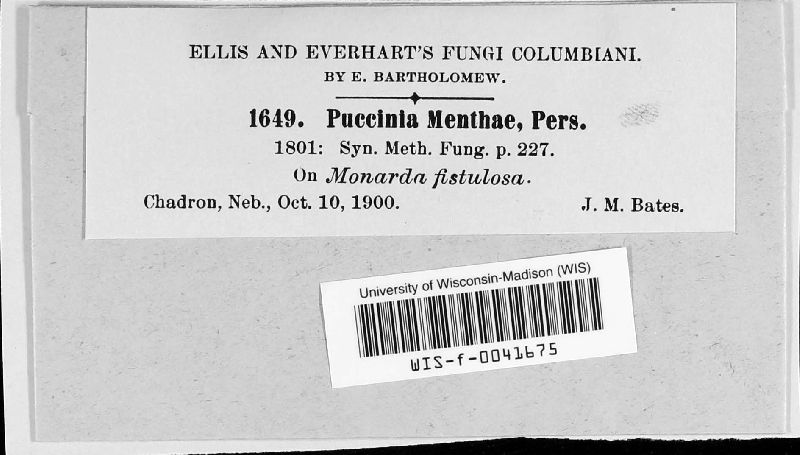 ELLIS AND EVERHART'S FUNGI COLUMBIANI.
BY E. BARTHOLOMEW.
1649. Puccinia Menthae, Pers.
1801: Syn. Meth. Fung. p. 227.
On Monarda fistulosa.
Chadron, Neb., Oct. 10, 1900. J. M. Bates.
University of Wisconsin-Madison (WIS)
WIS-f-0041675